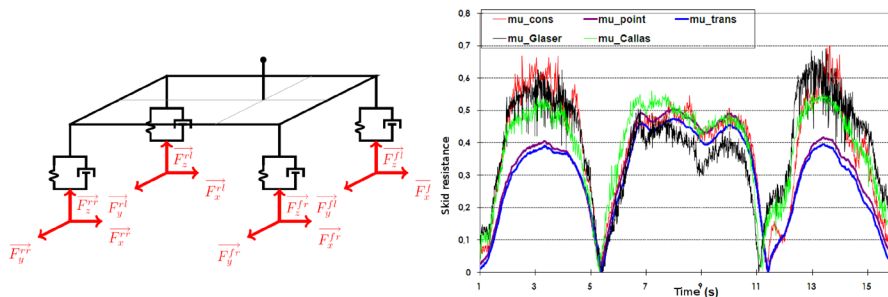 F_z^{rl}
F_z^{fl}
F_z^{rr}
F_y^{rl}
F_x^{rl}
F_z^{fr}
F_y^{fl}
F_x^{f}
F_y^{rr}
F_x^{rr}
F_y^{fr}
F_x^{fr}
mu_cons mu_point mu_trans
mu_Glaser mu_Callas
Skid resistance
0,8
0,7
0,6
0,5
0,4
0,3
0,2
0,1
0
1 3 5 7 9 11 13 15
Time (s)